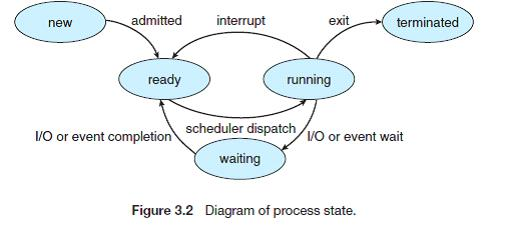 new
admitted
interrupt
exit
terminated
ready
running
I/O or event completion
scheduler dispatch
I/O or event wait
waiting
Figure 3.2 Diagram of process state.